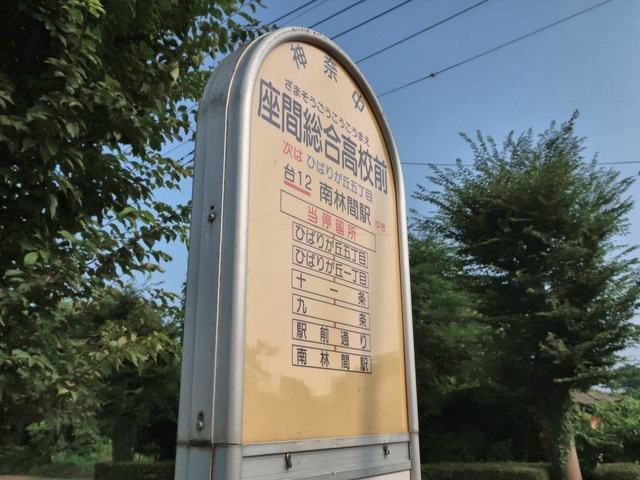 神奈中
ざまそうごうこうこうまえ
座間総合高校前
次は ひばりが丘五丁目
台12 南林間駅 ゆき
当停留所
ひばりが丘五丁目
ひばりが丘一丁目
十一条
九条
駅前通り
南林間駅